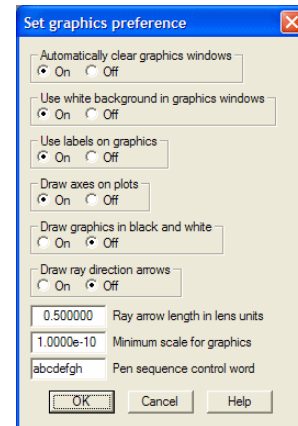 Set graphics preference
Automatically clear graphics windows
On Off
Use white background in graphics windows
On Off
Use labels on graphics
On Off
Draw axes on plots
On Off
Draw graphics in black and white
On Off
Draw ray direction arrows
On Off
0.500000 Ray arrow length in lens units
1.0000e-10 Minimum scale for graphics
abcdefgh Pen sequence control word
OK Cancel Help